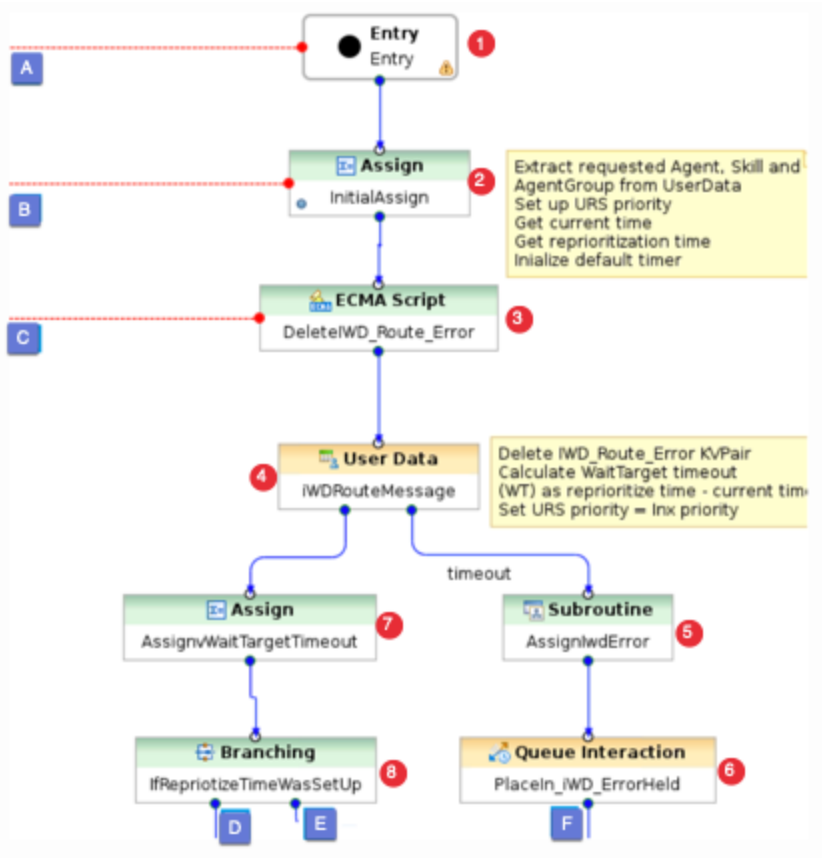 Entry
Entry
1
A
Assign
InitialAssign
2
B
Extract requested Agent, Skill and
AgentGroup from UserData
Set up URS priority
Get current time
Get reprioritization time
Inialize default timer
ECMA Script
DeleteIWD_Route_Error
3
C
User Data
iWDRouteMessage
4
Delete IWD_Route_Error KVPair
Calculate WaitTarget timeout
(WT) as reprioritize time - current
Set URS priority = Inx priority
timeout
Assign
AssignvWaitTargetTimeout
7
Subroutine
AssignIwdError
5
Branching
IfRepriotizeTimeWasSetUp
8
Queue Interaction
PlaceIn_iWD_ErrorHeld
6
D
E
F